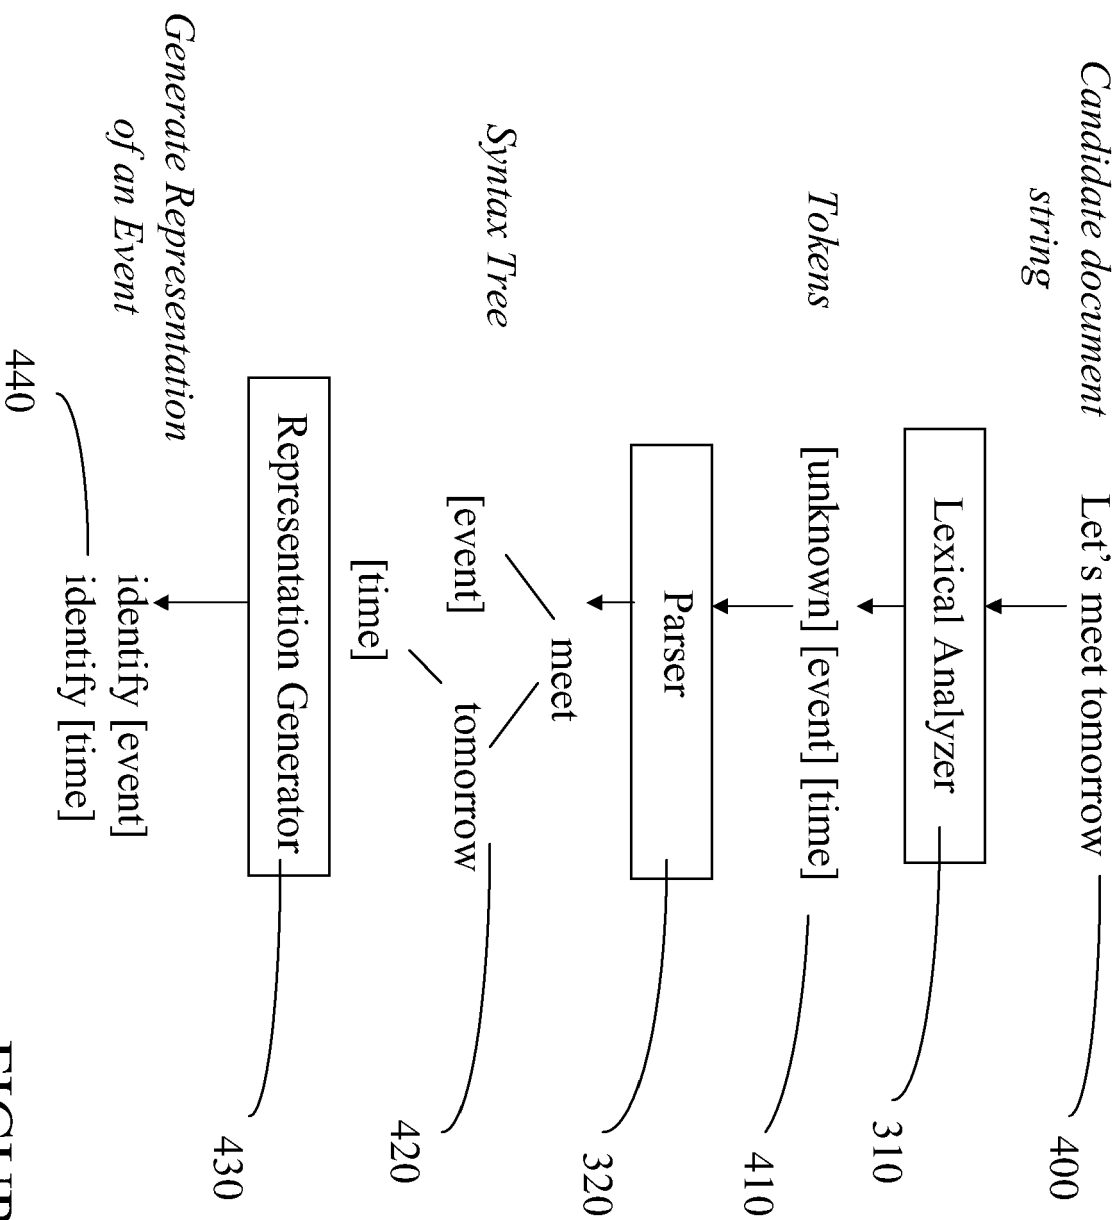 Candidate document
string
Let's meet tomorrow
400
Lexical Analyzer
310
Tokens
[unknown] [event] [time]
410
Parser
320
Syntax Tree
meet
[event]
tomorrow
[time]
420
Representation Generator
430
Generate Representation
of an Event
identify [event]
identify [time]
440